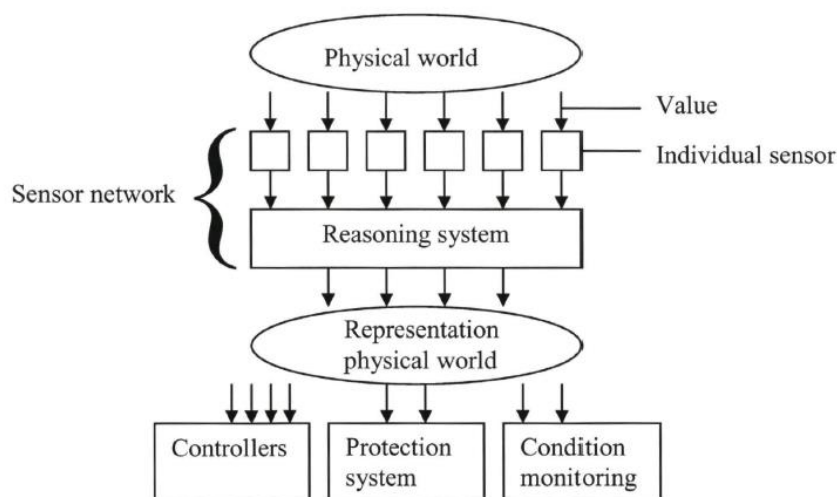 Physical world
Value
Individual sensor
Sensor network
Reasoning system
Representation
physical world
Controllers
Protection
system
Condition
monitoring